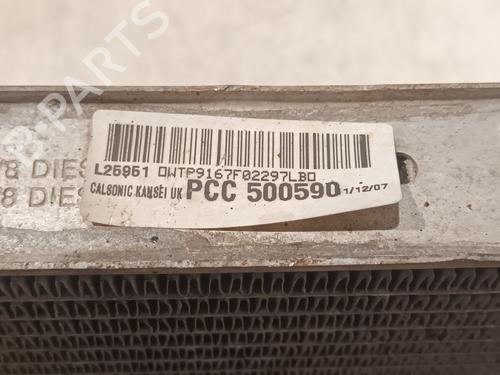 B-PARTS
8 DIES
8 DIES
L25951 0WTP9167F02297LB0
CALSONIC KANSEI UK PCC 500590 1/12/07